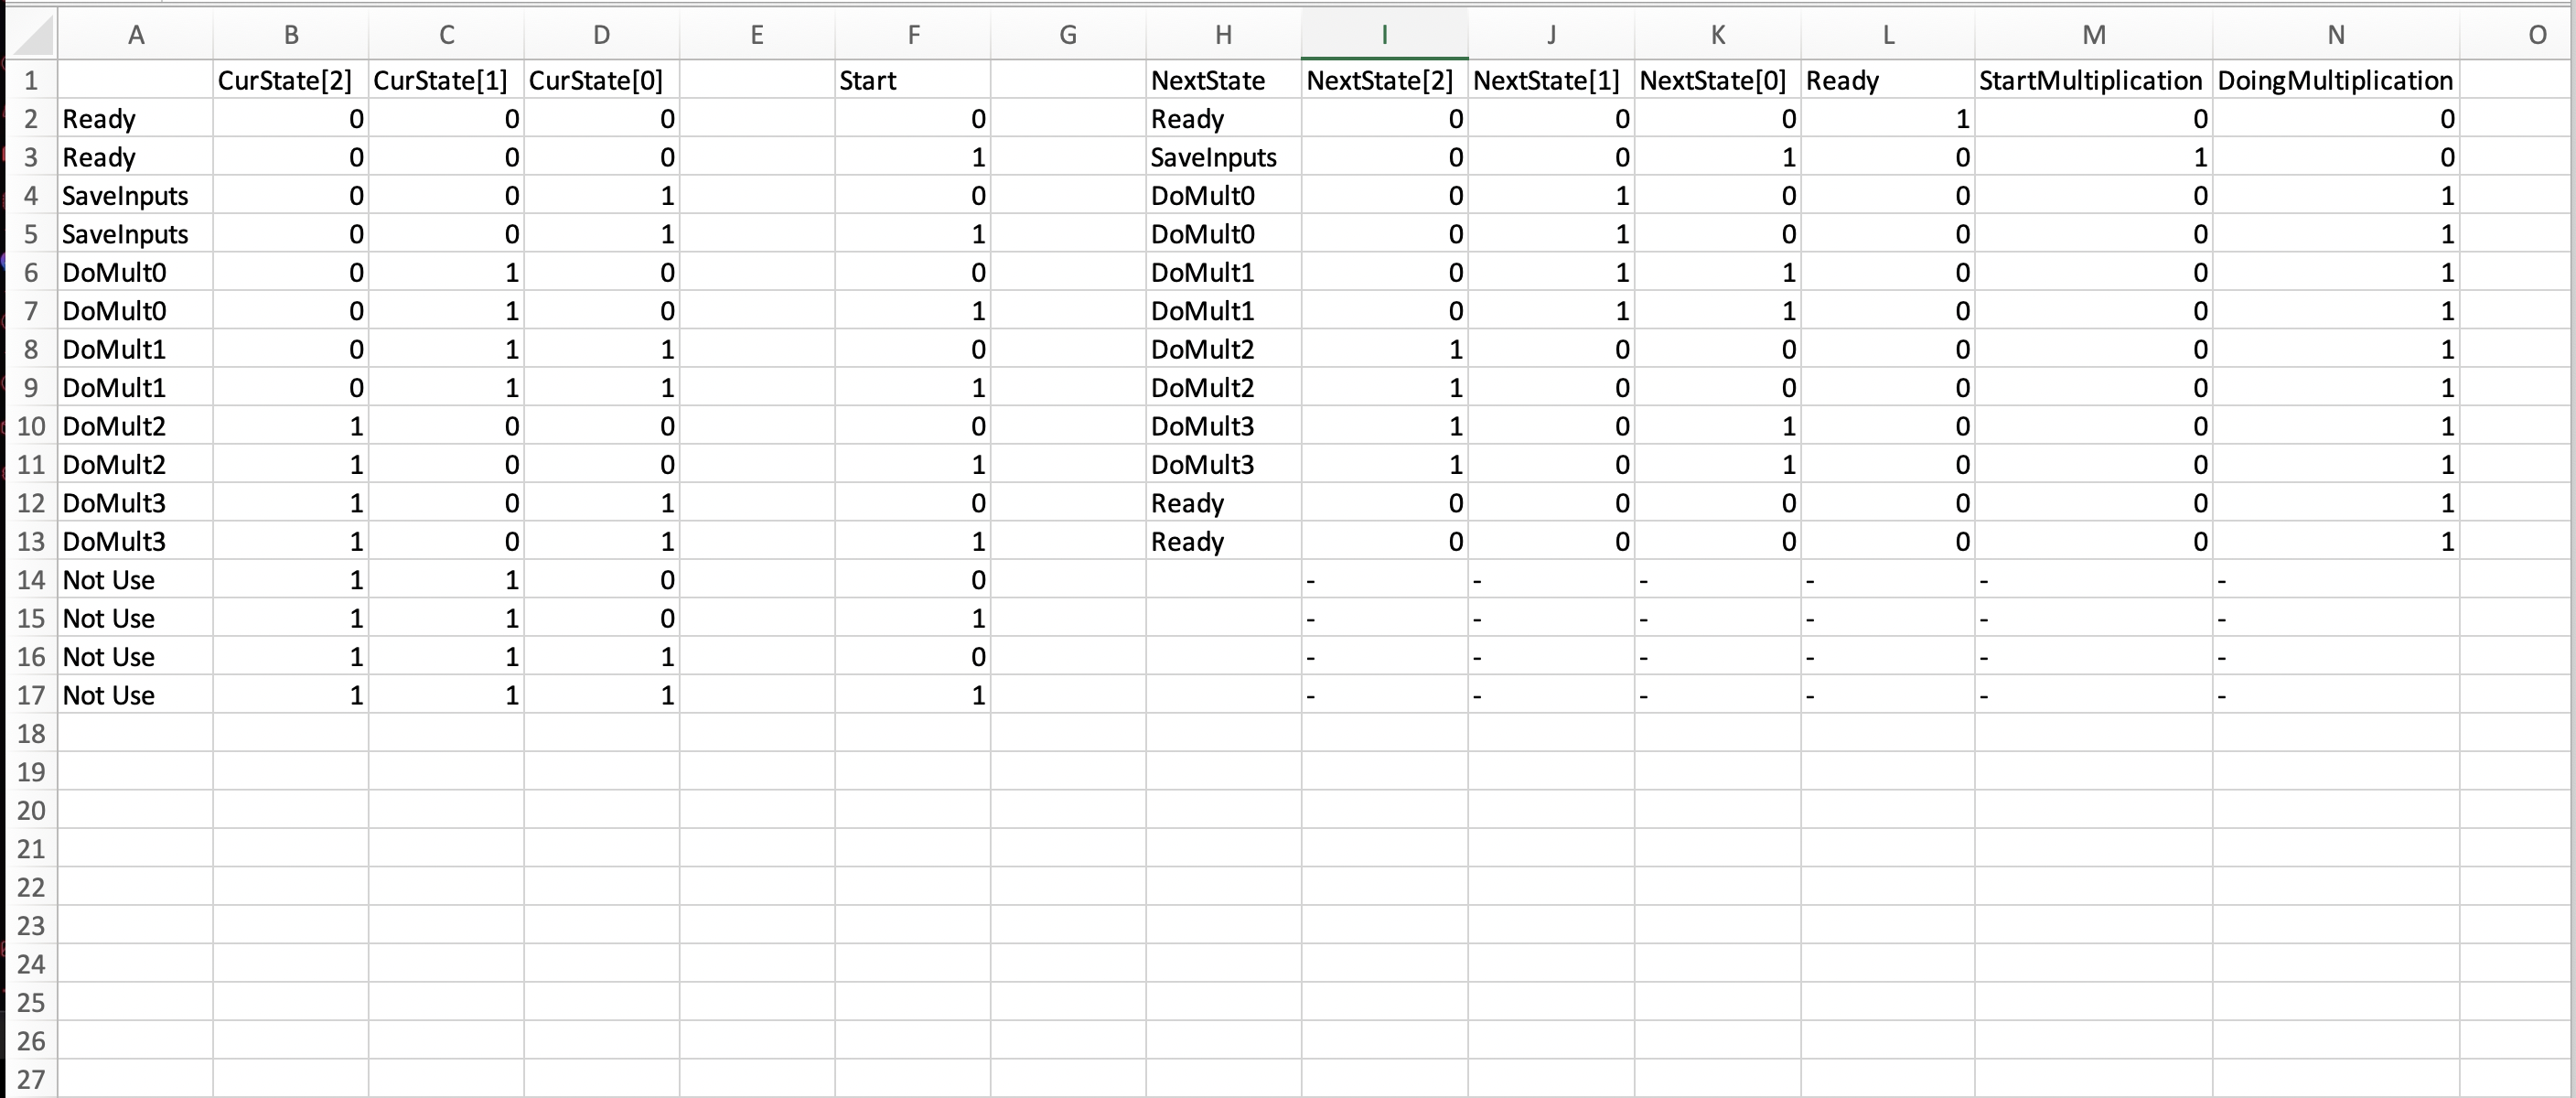 A B C D E F G H I J K L M N O
1 CurState[2] CurState[1] CurState[0] Start NextState NextState[2] NextState[1] NextState[0] Ready StartMultiplication DoingMultiplication
2 Ready 0 0 0 0 Ready 0 0 0 1 0 0
3 Ready 0 0 0 1 SaveInputs 0 0 1 0 1 0
4 SaveInputs 0 0 1 0 DoMult0 0 1 0 0 0 1
5 SaveInputs 0 0 1 1 DoMult0 0 1 0 0 0 1
6 DoMult0 0 1 0 0 DoMult1 0 1 1 0 0 1
7 DoMult0 0 1 0 1 DoMult1 0 1 1 0 0 1
8 DoMult1 0 1 1 0 DoMult2 1 0 0 0 0 1
9 DoMult1 0 1 1 1 DoMult2 1 0 0 0 0 1
10 DoMult2 1 0 0 0 DoMult3 1 0 1 0 0 1
11 DoMult2 1 0 0 1 DoMult3 1 0 1 0 0 1
12 DoMult3 1 0 1 0 Ready 0 0 0 0 0 1
13 DoMult3 1 0 1 1 Ready 0 0 0 0 0 1
14 Not Use 1 1 0 0 - - - - - -
15 Not Use 1 1 0 1 - - - - - -
16 Not Use 1 1 1 0 - - - - - -
17 Not Use 1 1 1 1 - - - - - -
18
19
20
21
22
23
24
25
26
27